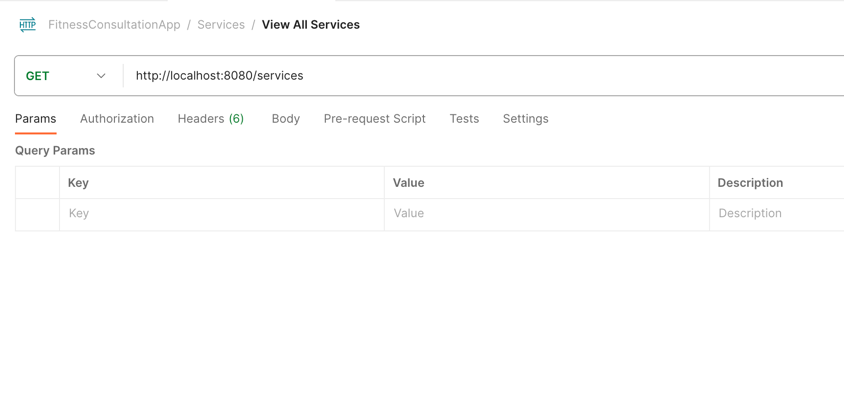 HTTP FitnessConsultationApp / Services / View All Services
GET http://localhost:8080/services
Params Authorization Headers (6) Body Pre-request Script Tests Settings
Query Params
Key Value Description
Key Value Description